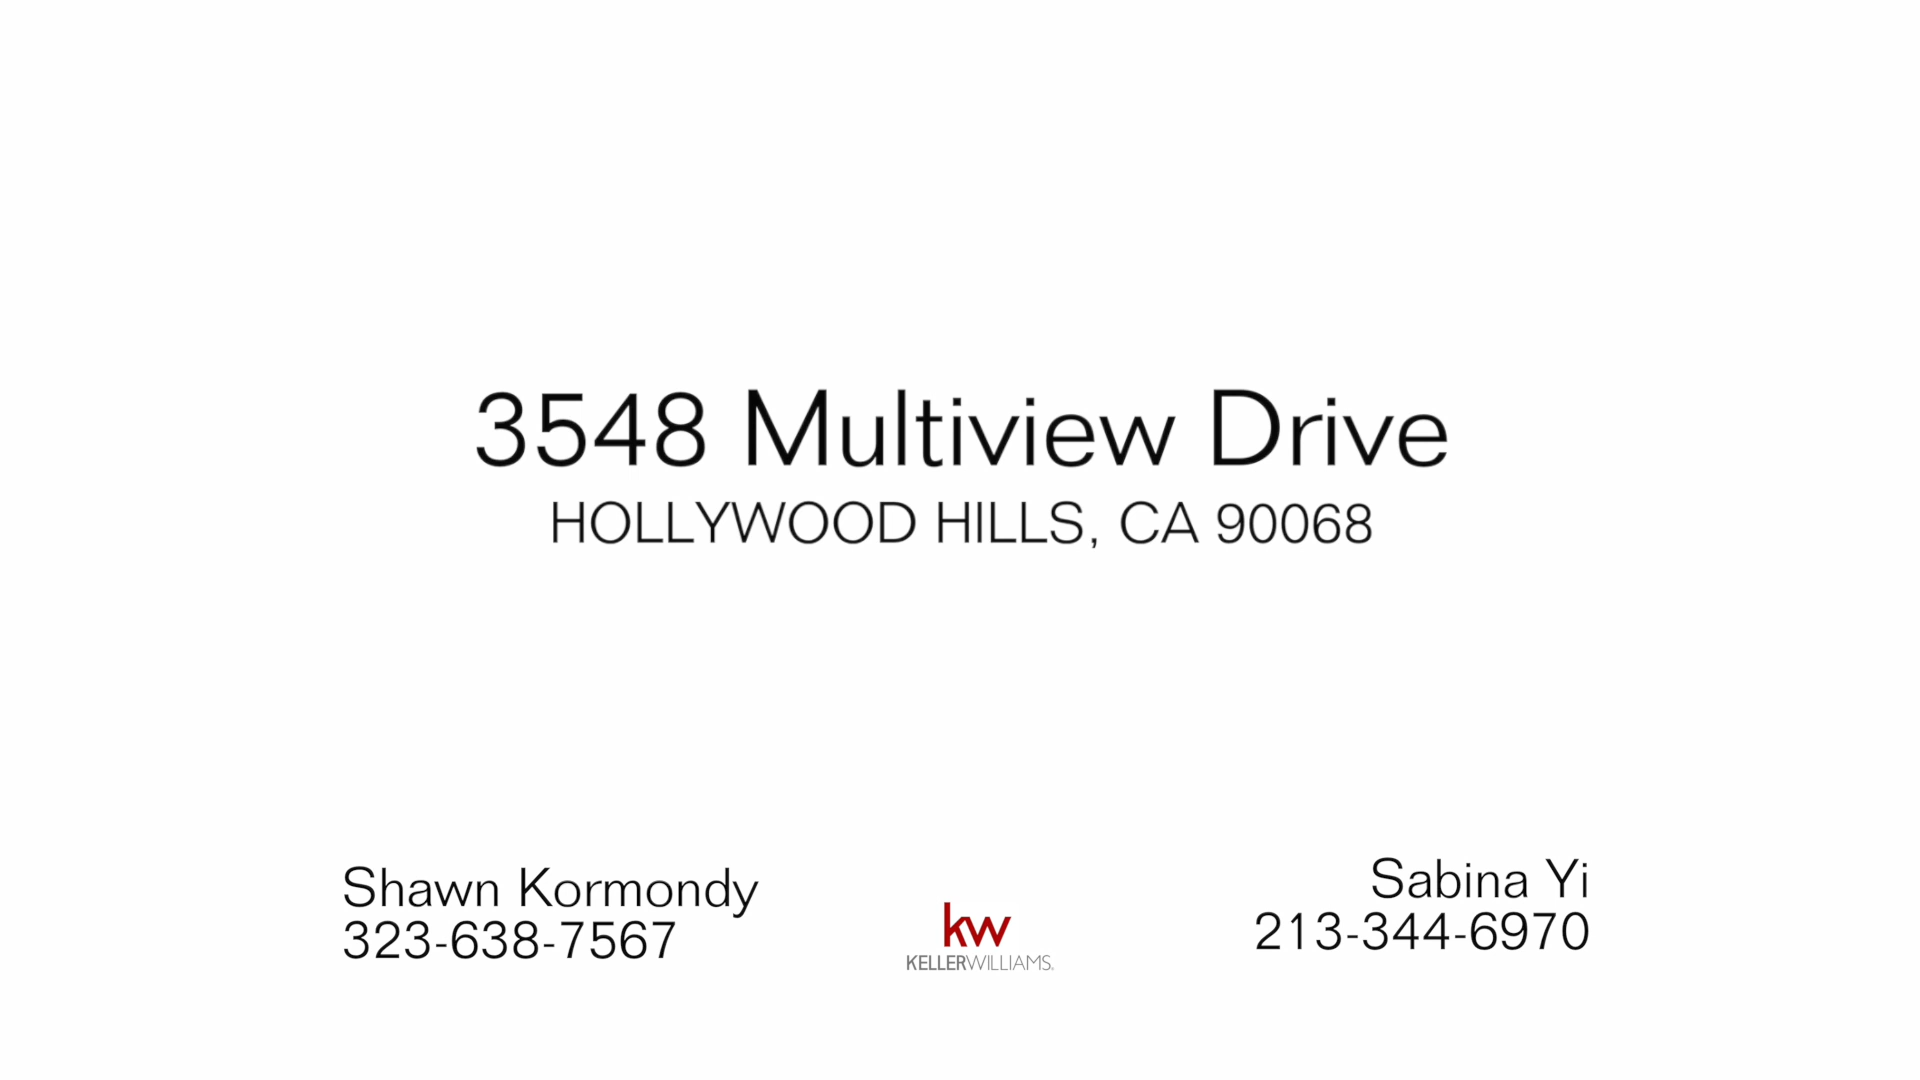 3548 Multiview Drive
HOLLYWOOD HILLS, CA 90068
Shawn Kormondy
323-638-7567
kw
KELLERWILLIAMS.
Sabina Yi
213-344-6970